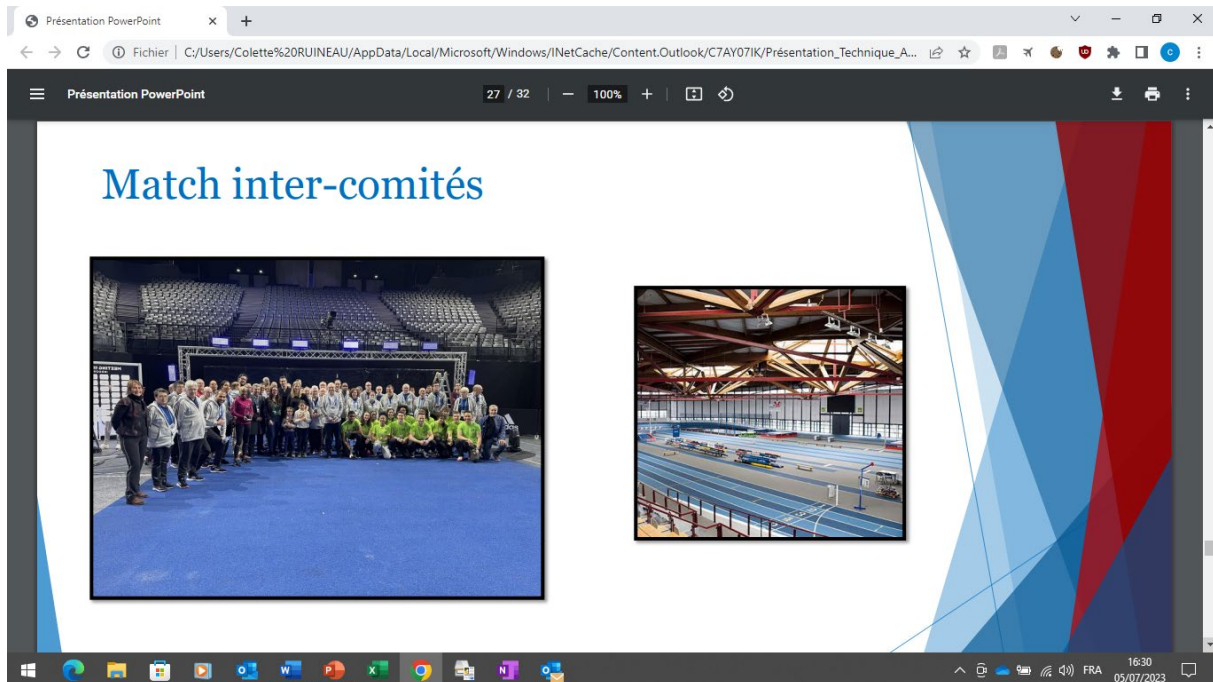 Présentation PowerPoint
Fichier
C:/Users/Colette%20RUINEAU/AppData/Local/Microsoft/Windows/INetCache/Content.Outlook/C7AY07IK/Présentation_Technique_A...
Présentation PowerPoint
27 / 32
100%
Match inter-comités
FRA
16:30
05/07/2023